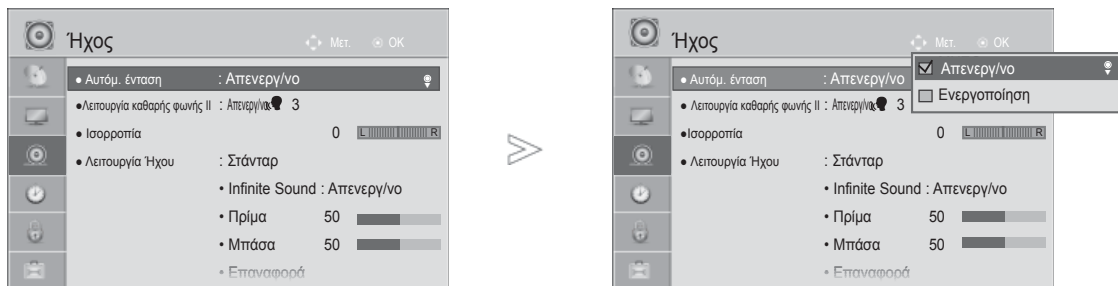 Ήχος Μετ. OK
● Αυτόμ. ένταση : Απενεργ/νο
●Λειτουργία καθαρής φωνής II : Απενεργ/νο 3
● Ισορροπία 0 L R
● Λειτουργία Ήχου : Στάνταρ
• Infinite Sound : Απενεργ/νο
• Πρίμα 50
• Μπάσα 50
• Επαναφορά
>
Ήχος Μετ. OK
● Αυτόμ. ένταση : Απενεργ/νο
Απενεργ/νο
Ενεργοποίηση
● Λειτουργία καθαρής φωνής II : Απενεργ/νο 3
●Ισορροπία 0 L R
● Λειτουργία Ήχου : Στάνταρ
• Infinite Sound : Απενεργ/νο
• Πρίμα 50
• Μπάσα 50
• Επαναφορά